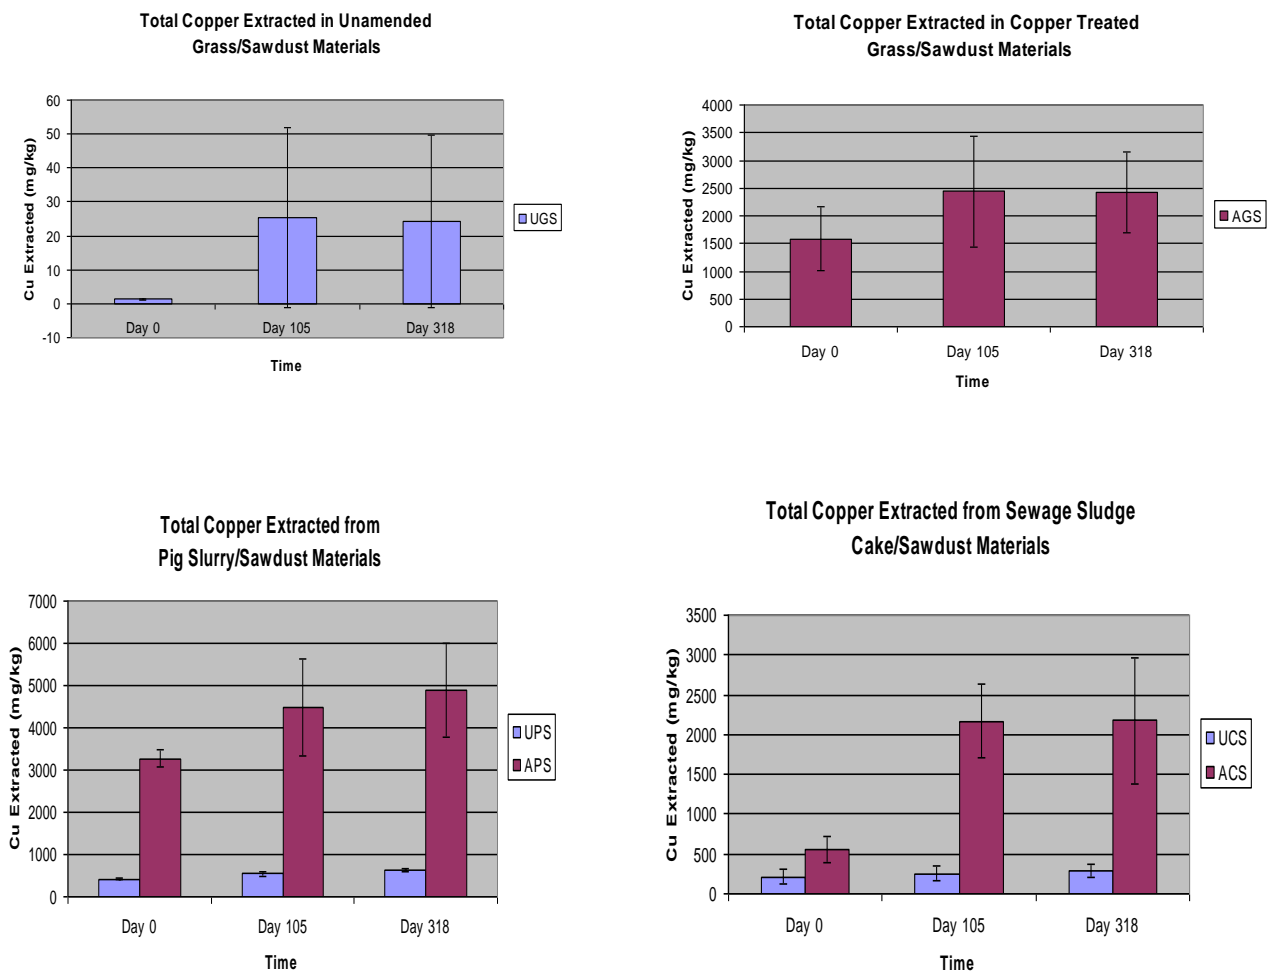 Total Copper Extracted in Unamended
Grass/Sawdust Materials
Cu Extracted (mg/kg)
60
50
40
30
20
10
0
-10
Day 0
Day 105
Day 318
Time
UGS
Total Copper Extracted in Copper Treated
Grass/Sawdust Materials
Cu Extracted (mg/kg)
4000
3500
3000
2500
2000
1500
1000
500
0
Day 0
Day 105
Day 318
Time
AGS
Total Copper Extracted from
Pig Slurry/Sawdust Materials
Cu Extracted (mg/kg)
7000
6000
5000
4000
3000
2000
1000
0
Day 0
Day 105
Day 318
Time
UPS
APS
Total Copper Extracted from Sewage Sludge
Cake/Sawdust Materials
Cu Extracted (mg/kg)
3500
3000
2500
2000
1500
1000
500
0
Day 0
Day 105
Day 318
Time
UCS
ACS